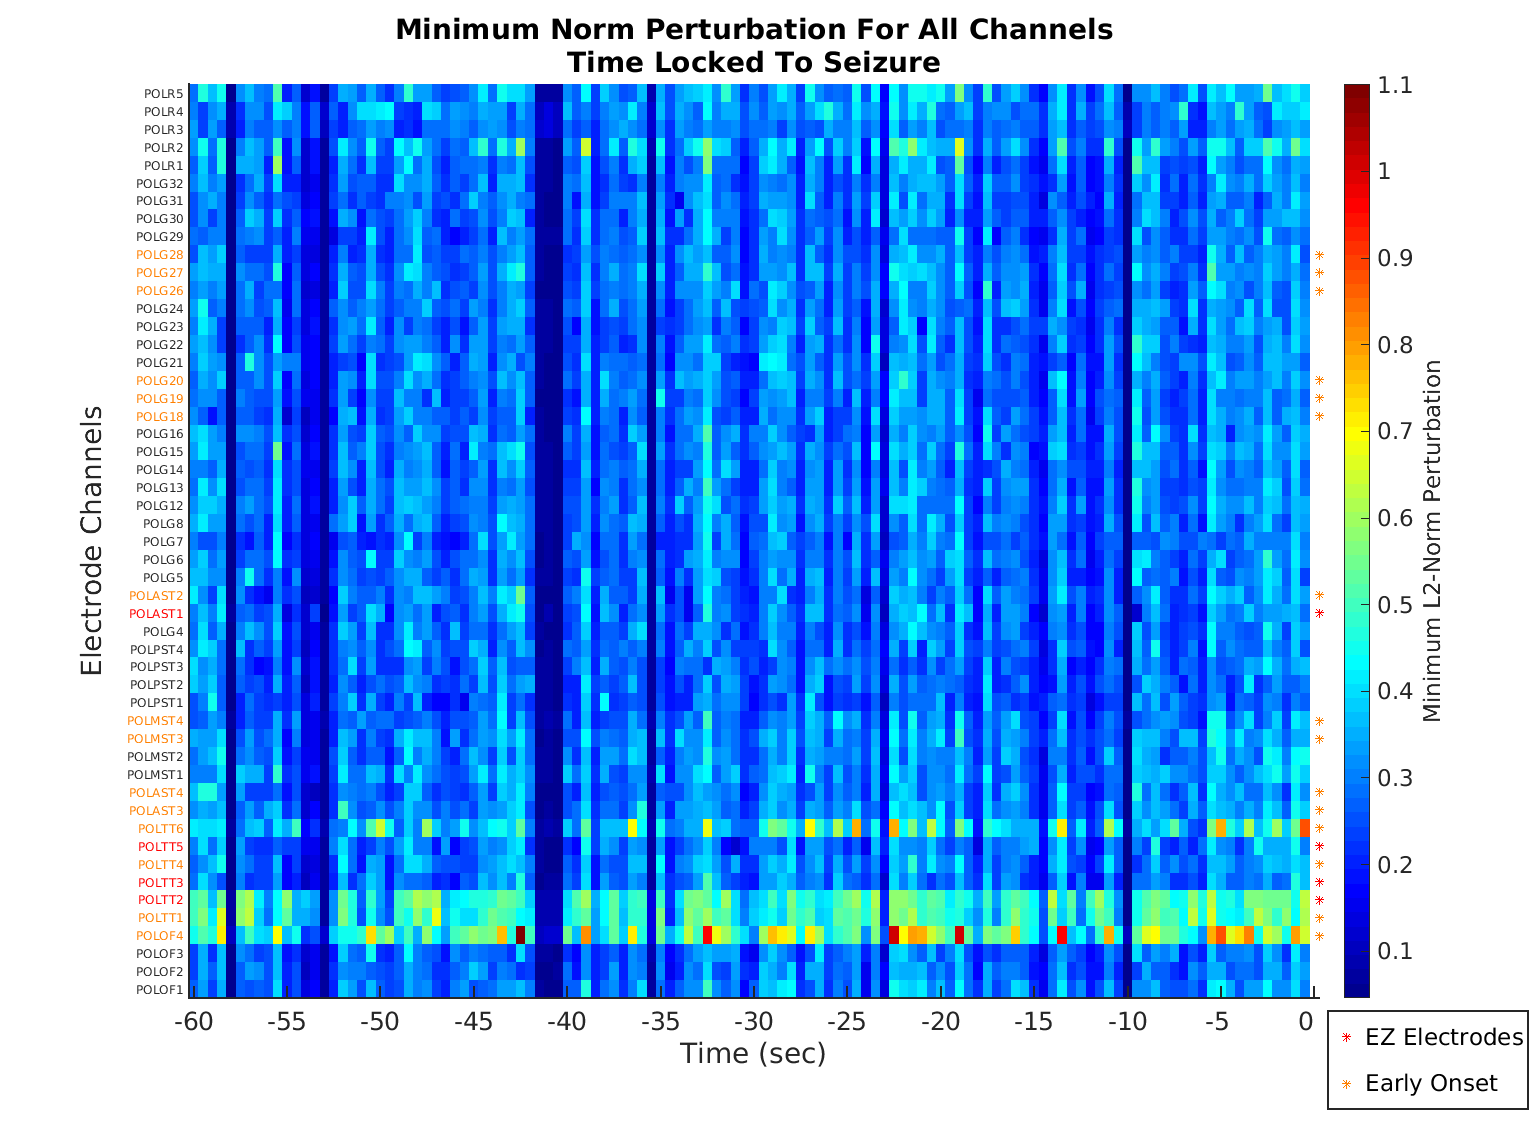 Minimum Norm Perturbation For All Channels
Time Locked To Seizure
Electrode Channels
POLR5
POLR4
POLR3
POLR2
POLR1
POLG32
POLG31
POLG30
POLG29
POLG28
POLG27
POLG26
POLG24
POLG23
POLG22
POLG21
POLG20
POLG19
POLG18
POLG16
POLG15
POLG14
POLG13
POLG12
POLG8
POLG7
POLG6
POLG5
POLAST2
POLAST1
POLG4
POLPST4
POLPST3
POLPST2
POLPST1
POLMST4
POLMST3
POLMST2
POLMST1
POLAST4
POLAST3
POLTT6
POLTT5
POLTT4
POLTT3
POLTT2
POLTT1
POLOF4
POLOF3
POLOF2
POLOF1
-60 -55 -50 -45 -40 -35 -30 -25 -20 -15 -10 -5 0
Time (sec)
1.1
1
0.9
0.8
0.7
0.6
0.5
0.4
0.3
0.2
0.1
Minimum L2-Norm Perturbation
EZ Electrodes
Early Onset